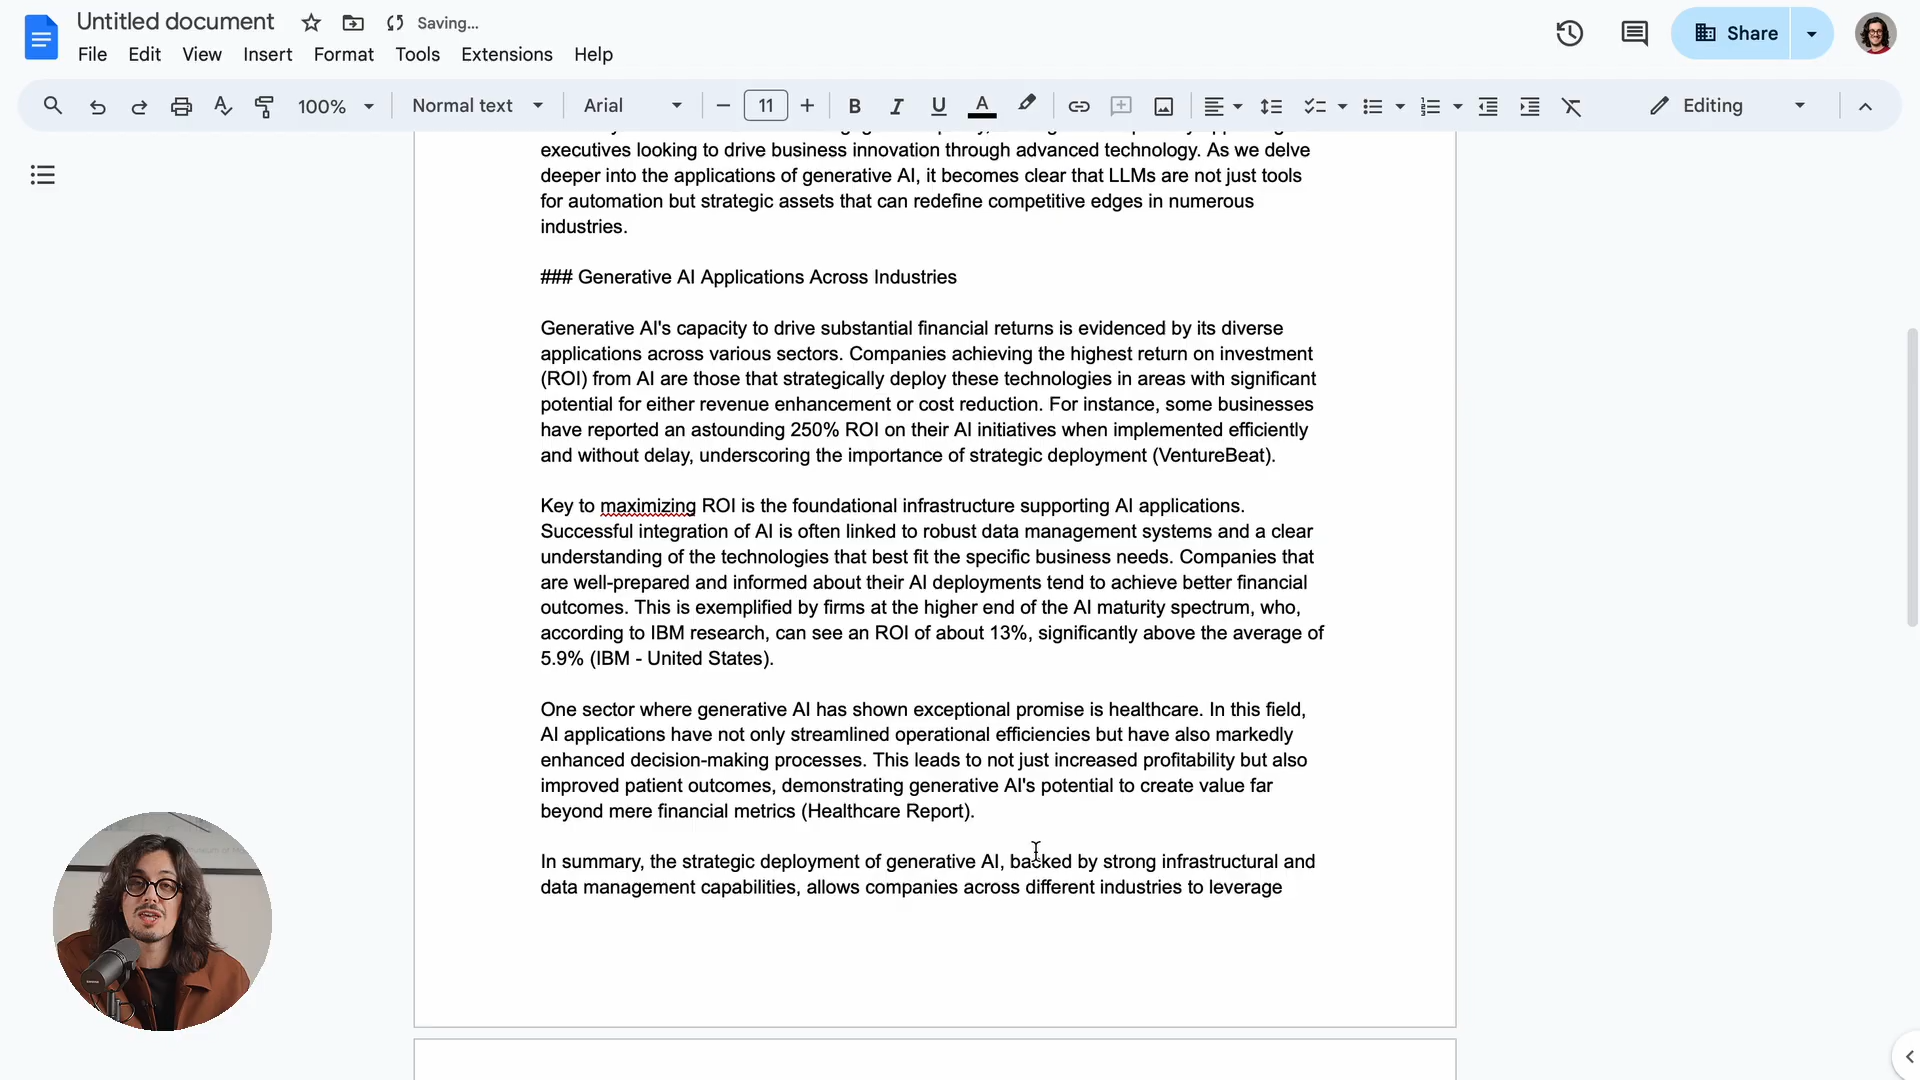 Untitled document
Saving...
File Edit View Insert Format Tools Extensions Help
Share
100% Normal text Arial 11 Editing
executives looking to drive business innovation through advanced technology. As we delve
deeper into the applications of generative AI, it becomes clear that LLMs are not just tools
for automation but strategic assets that can redefine competitive edges in numerous
industries.
### Generative AI Applications Across Industries
Generative AI's capacity to drive substantial financial returns is evidenced by its diverse
applications across various sectors. Companies achieving the highest return on investment
(ROI) from AI are those that strategically deploy these technologies in areas with significant
potential for either revenue enhancement or cost reduction. For instance, some businesses
have reported an astounding 250% ROI on their AI initiatives when implemented efficiently
and without delay, underscoring the importance of strategic deployment (VentureBeat).
Key to maximizing ROI is the foundational infrastructure supporting AI applications.
Successful integration of AI is often linked to robust data management systems and a clear
understanding of the technologies that best fit the specific business needs. Companies that
are well-prepared and informed about their AI deployments tend to achieve better financial
outcomes. This is exemplified by firms at the higher end of the AI maturity spectrum, who,
according to IBM research, can see an ROI of about 13%, significantly above the average of
5.9% (IBM - United States).
One sector where generative AI has shown exceptional promise is healthcare. In this field,
AI applications have not only streamlined operational efficiencies but have also markedly
enhanced decision-making processes. This leads to not just increased profitability but also
improved patient outcomes, demonstrating generative AI's potential to create value far
beyond mere financial metrics (Healthcare Report).
In summary, the strategic deployment of generative AI, backed by strong infrastructural and
data management capabilities, allows companies across different industries to leverage